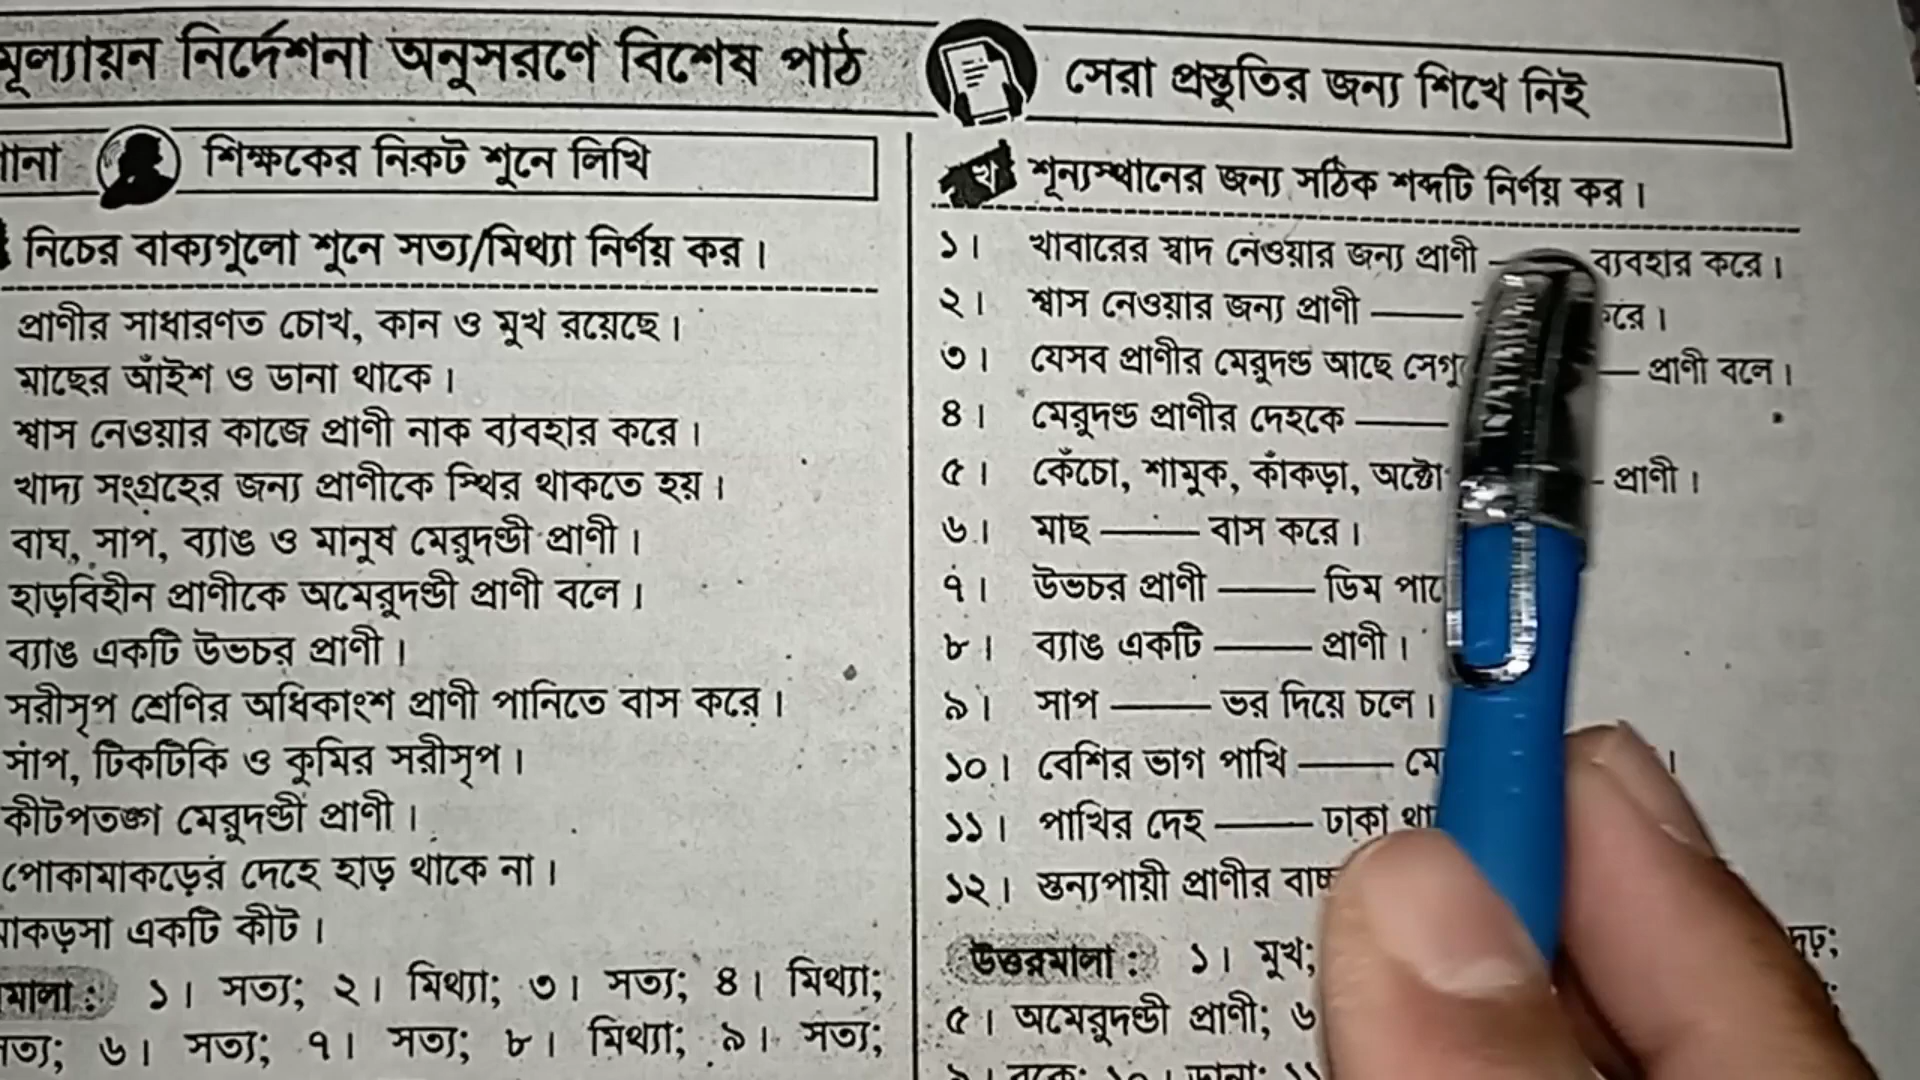 মূল্যায়ন নির্দেশনা অনুসরণে বিশেষ পাঠ
শিক্ষকের নিকট শুনে লিখি
নিচের বাক্যগুলো শুনে সত্য/মিথ্যা নির্ণয় কর।
প্রাণীর সাধারণত চোখ, কান ও মুখ রয়েছে।
মাছের আঁইশ ও ডানা থাকে।
শ্বাস নেওয়ার কাজে প্রাণী নাক ব্যবহার করে।
খাদ্য সংগ্রহের জন্য প্রাণীকে স্থির থাকতে হয়।
বাঘ, সাপ, ব্যাঙ ও মানুষ মেরুদণ্ডী প্রাণী।
হাড়বিহীন প্রাণীকে অমেরুদণ্ডী প্রাণী বলে।
ব্যাঙ একটি উভচর প্রাণী।
সরীসৃপ শ্রেণির অধিকাংশ প্রাণী পানিতে বাস করে।
সাপ, টিকটিকি ও কুমির সরীসৃপ।
কীটপতঙ্গ মেরুদণ্ডী প্রাণী।
পোকামাকড়ের দেহে হাড় থাকে না।
মাকড়সা একটি কীট।
১। সত্য; ২। মিথ্যা; ৩। সত্য; ৪। মিথ্যা;
৬। সত্য; ৭। সত্য; ৮। মিথ্যা; ৯। সত্য;
সেরা প্রস্তুতির জন্য শিখে নিই
খ শূন্যস্থানের জন্য সঠিক শব্দটি নির্ণয় কর।
১। খাবারের স্বাদ নেওয়ার জন্য প্রাণী —— ব্যবহার করে।
২। শ্বাস নেওয়ার জন্য প্রাণী —— করে।
৩। যেসব প্রাণীর মেরুদণ্ড আছে —— প্রাণী বলে।
৪। মেরুদণ্ড প্রাণীর দেহকে ——
৫। কেঁচো, শামুক, কাঁকড়া, —— প্রাণী।
৬। মাছ —— বাস করে।
৭। উভচর প্রাণী —— ডিম
৮। ব্যাঙ একটি —— প্রাণী।
৯। সাপ —— ভর দিয়ে চলে।
১০। বেশির ভাগ পাখি ——
১১। পাখির দেহ —— ঢাকা
১২। স্তন্যপায়ী প্রাণীর
উত্তরমালা : ১। মুখ;
৫। অমেরুদণ্ডী প্রাণী; ৬
৯। বুকে; ১০। ডানা; ১১